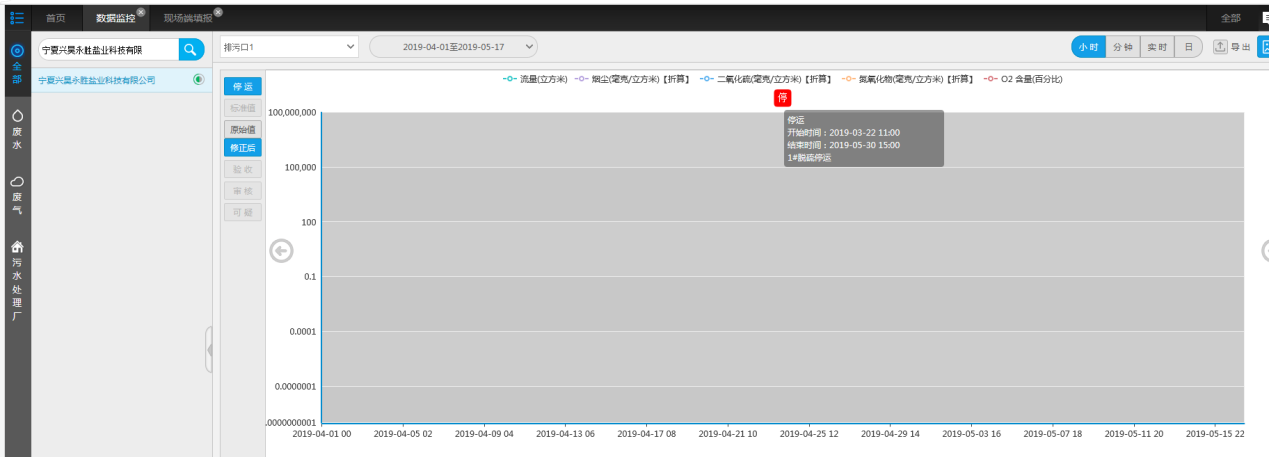 首页 数据监控 现场端填报 全部
全部
废水
废气
污水处理厂
宁夏兴昊永胜盐业科技有限
宁夏兴昊永胜盐业科技有限公司
排污口1 2019-04-01至2019-05-17 小时 分钟 实时 日 导出
停运
标准值
原始值
修正后
验收
审核
可疑
流量(立方米) 烟尘(毫克/立方米)【折算】 二氧化硫(毫克/立方米)【折算】 氮氧化物(毫克/立方米)【折算】 O2 含量(百分比)
停
停运
开始时间：2019-03-22 11:00
结束时间：2019-05-30 15:00
1#脱硫停运
100,000,000
100,000
100
0.1
0.0001
0.0000001
.0000000001
2019-04-01 00 2019-04-05 02 2019-04-09 04 2019-04-13 06 2019-04-17 08 2019-04-21 10 2019-04-25 12 2019-04-29 14 2019-05-03 16 2019-05-07 18 2019-05-11 20 2019-05-15 22